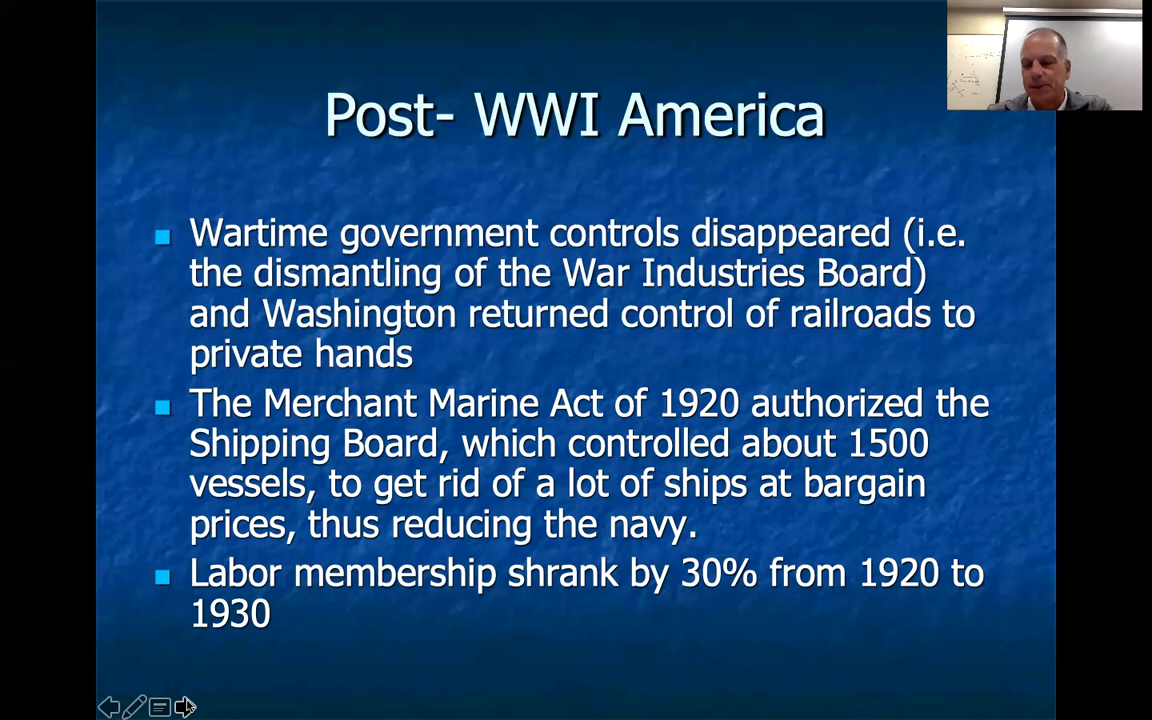 Post- WWI America
Wartime government controls disappeared (i.e.
the dismantling of the War Industries Board)
and Washington returned control of railroads to
private hands
The Merchant Marine Act of 1920 authorized the
Shipping Board, which controlled about 1500
vessels, to get rid of a lot of ships at bargain
prices, thus reducing the navy.
Labor membership shrank by 30% from 1920 to
1930